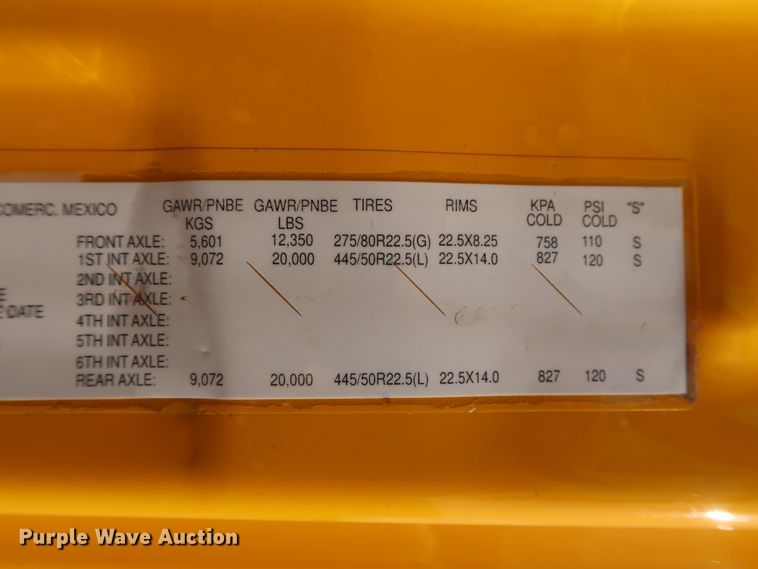 COMERC. MEXICO GAWR/PNBE KGS GAWR/PNBE LBS TIRES RIMS KPA COLD PSI COLD "S"
FRONT AXLE: 5,601 12,350 275/80R22.5(G) 22.5X8.25 758 110 S
1ST INT AXLE: 9,072 20,000 445/50R22.5(L) 22.5X14.0 827 120 S
2ND INT AXLE:
3RD INT AXLE:
E DATE
4TH INT AXLE:
5TH INT AXLE:
6TH INT AXLE:
REAR AXLE: 9,072 20.000 445/50R22.5(L) 22.5X14.0 827 120 S
Purple Wave Auction